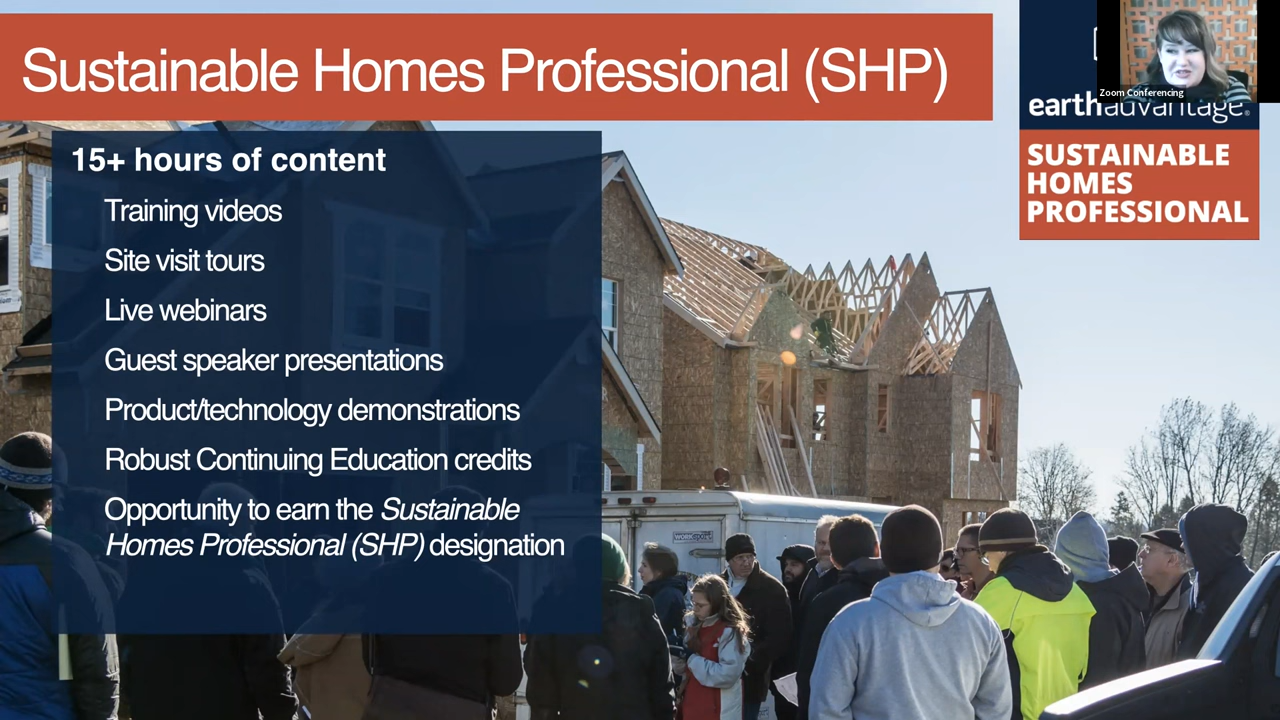 Sustainable Homes Professional (SHP)
Zoom Conferencing
earthadvantage®
SUSTAINABLE
HOMES
PROFESSIONAL
15+ hours of content
Training videos
Site visit tours
Live webinars
Guest speaker presentations
Product/technology demonstrations
Robust Continuing Education credits
Opportunity to earn the Sustainable
Homes Professional (SHP) designation